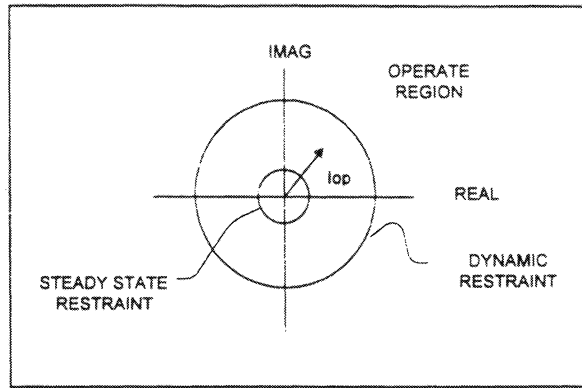 IMAG
OPERATE
REGION
Iop
REAL
STEADY STATE
RESTRAINT
DYNAMIC
RESTRAINT